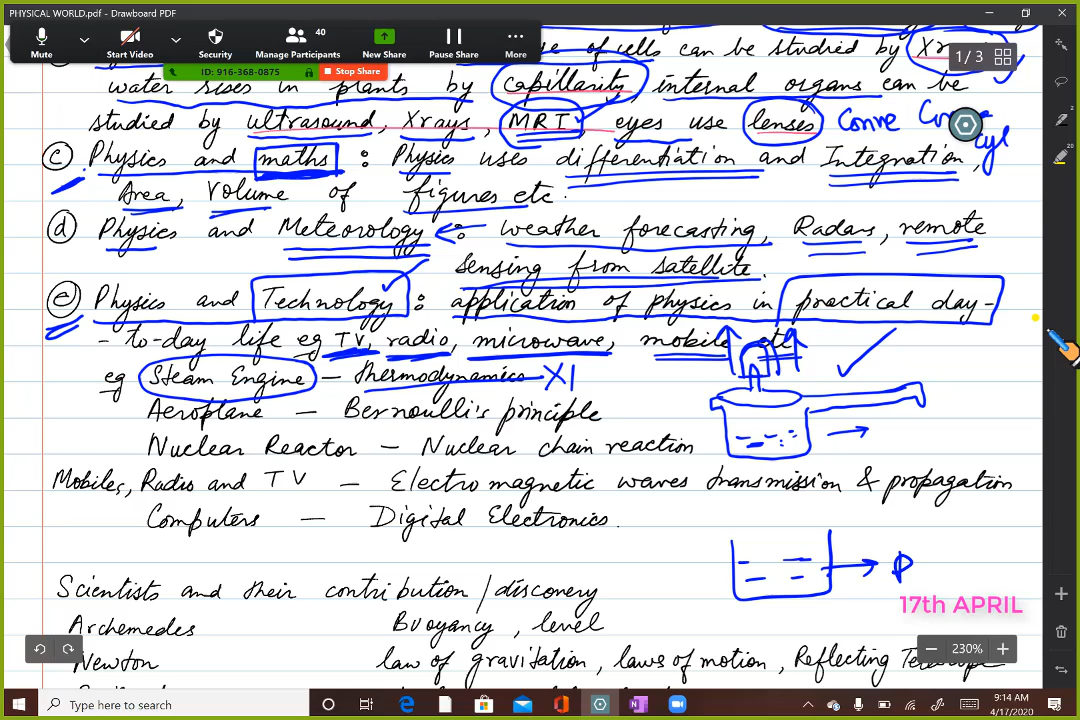 PHYSICAL WORLD.pdf - Drawboard PDF
Mute
Start Video
Security
40
Manage Participants
New Share
Pause Share
More
ID: 916-368-0875
Stop Share
1/3
of cells can be studied by Xrays
water rises in plants by capillarity, internal organs can be
studied by ultrasound, Xrays, MRI eyes use lenses Conve
cyl
c Physics and maths : Physics uses differentiation and Integration,
Area, Volume of figures etc.
d Physics and Meteorology : weather forecasting, Radars, remote
sensing from satellite.
e Physics and Technology : application of physics in practical day-
- to-day life eg TV, radio, microwave, mobile etc
eg Steam Engine - thermodynamics XI
Aeroplane - Bernoulli's principle
Nuclear Reactor - Nuclear chain reaction
Mobiles, Radio and TV - Electromagnetic waves transmission & propagation
Computers - Digital Electronics.
P
17th APRIL
Scientists and their contribution / discovery
Archemedes Buoyancy, level
Newton law of gravitation, laws of motion, Reflecting Telescope
230%
Type here to search
9:14 AM
4/17/2020
20